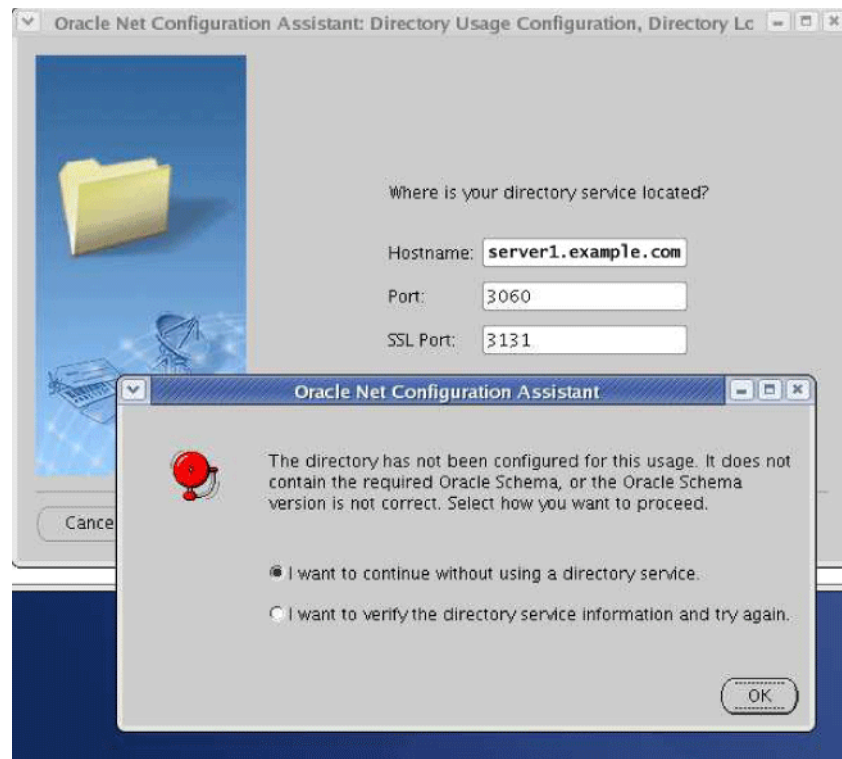 Oracle Net Configuration Assistant: Directory Usage Configuration, Directory Lc
Where is your directory service located?
Hostname: server1.example.com
Port: 3060
SSL Port: 3131
Oracle Net Configuration Assistant
The directory has not been configured for this usage. It does not
contain the required Oracle Schema, or the Oracle Schema
version is not correct. Select how you want to proceed.
Cance
I want to continue without using a directory service.
I want to verify the directory service information and try again.
OK